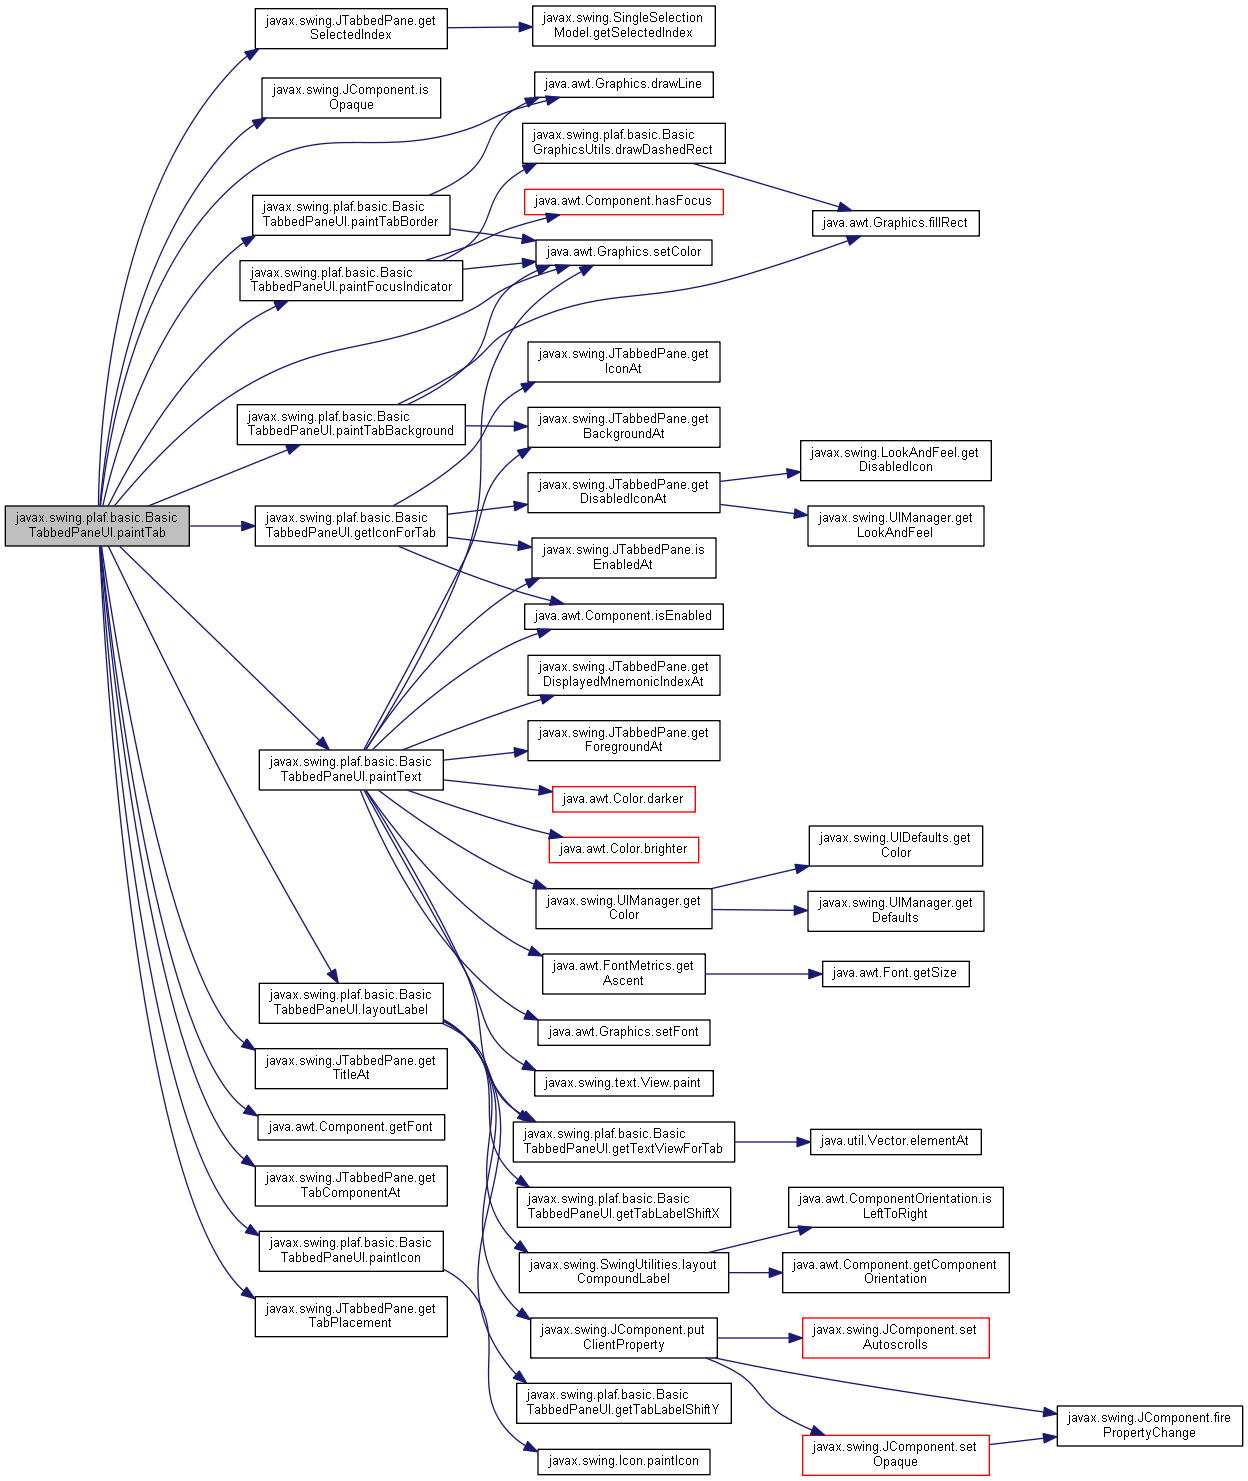 javax.swing.plaf.basic.Basic
TabbedPaneUI.paintTab
javax.swing.JTabbedPane.get
SelectedIndex
javax.swing.JComponent.is
Opaque
javax.swing.plaf.basic.Basic
TabbedPaneUI.paintTabBorder
javax.swing.plaf.basic.Basic
TabbedPaneUI.paintFocusIndicator
javax.swing.plaf.basic.Basic
TabbedPaneUI.paintTabBackground
javax.swing.plaf.basic.Basic
TabbedPaneUI.getIconForTab
javax.swing.plaf.basic.Basic
TabbedPaneUI.paintText
javax.swing.plaf.basic.Basic
TabbedPaneUI.layoutLabel
javax.swing.JTabbedPane.get
TitleAt
java.awt.Component.getFont
javax.swing.JTabbedPane.get
TabComponentAt
javax.swing.plaf.basic.Basic
TabbedPaneUI.paintIcon
javax.swing.JTabbedPane.get
TabPlacement
javax.swing.SingleSelection
Model.getSelectedIndex
java.awt.Graphics.drawLine
javax.swing.plaf.basic.Basic
GraphicsUtils.drawDashedRect
java.awt.Component.hasFocus
java.awt.Graphics.setColor
javax.swing.JTabbedPane.get
IconAt
javax.swing.JTabbedPane.get
BackgroundAt
javax.swing.JTabbedPane.get
DisabledIconAt
javax.swing.JTabbedPane.is
EnabledAt
java.awt.Component.isEnabled
javax.swing.JTabbedPane.get
DisplayedMnemonicIndexAt
javax.swing.JTabbedPane.get
ForegroundAt
java.awt.Color.darker
java.awt.Color.brighter
javax.swing.UIManager.get
Color
java.awt.FontMetrics.get
Ascent
java.awt.Graphics.setFont
javax.swing.text.View.paint
javax.swing.plaf.basic.Basic
TabbedPaneUI.getTextViewForTab
javax.swing.plaf.basic.Basic
TabbedPaneUI.getTabLabelShiftX
javax.swing.SwingUtilities.layout
CompoundLabel
javax.swing.JComponent.put
ClientProperty
javax.swing.plaf.basic.Basic
TabbedPaneUI.getTabLabelShiftY
javax.swing.Icon.paintIcon
java.awt.Graphics.fillRect
javax.swing.LookAndFeel.get
DisabledIcon
javax.swing.UIManager.get
LookAndFeel
javax.swing.UIDefaults.get
Color
javax.swing.UIManager.get
Defaults
java.awt.Font.getSize
java.util.Vector.elementAt
java.awt.ComponentOrientation.is
LeftToRight
java.awt.Component.getComponent
Orientation
javax.swing.JComponent.set
Autoscrolls
javax.swing.JComponent.set
Opaque
javax.swing.JComponent.fire
PropertyChange